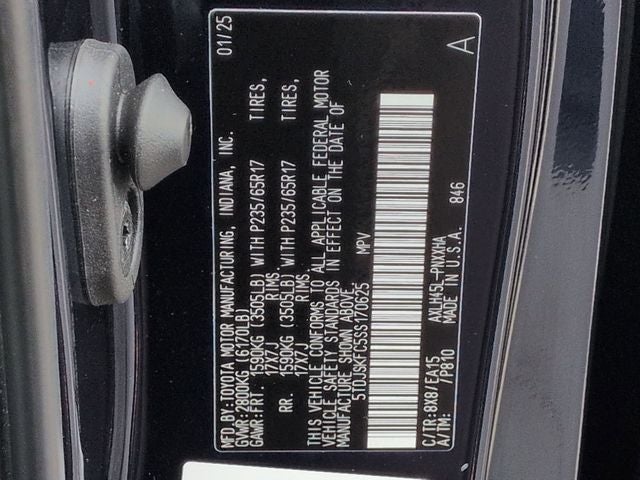 MFD.BY:TOYOTA MOTOR MANUFACTURING, INDIANA, INC. 01/25
GVWR:2800KG (6170LB)
GAWR:FRT. 1590KG (3505LB) WITH P235/65R17 TIRES,
17X7J RIMS,
RR. 1590KG (3505LB) WITH P235/65R17 TIRES,
17X7J RIMS.
THIS VEHICLE CONFORMS TO ALL APPLICABLE FEDERAL MOTOR
VEHICLE SAFETY STANDARDS IN EFFECT ON THE DATE OF
MANUFACTURE SHOWN ABOVE.
5TDJSKFC5SS170625 MPV
C/TR:8X8/EA15 AXLH45L-PNXXHA
A/TM: /P810 MADE IN U.S.A. 846 A